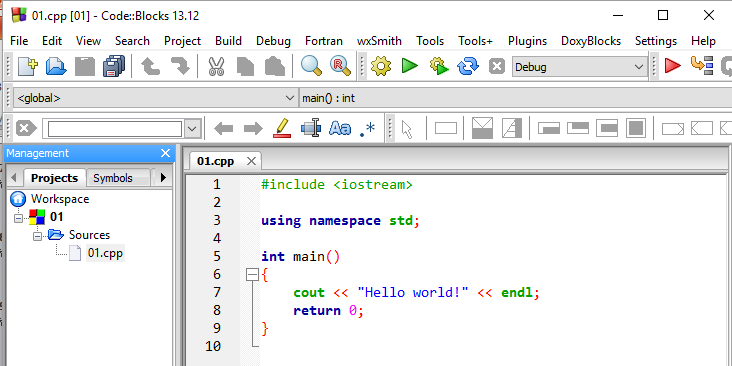 01.cpp [01] - Code::Blocks 13.12
File Edit View Search Project Build Debug Fortran wxSmith Tools Tools+ Plugins DoxyBlocks Settings Help
Debug
<global> main() : int
Aa .*
Management
Projects Symbols
Workspace
01
Sources
01.cpp
01.cpp
1 #include <iostream>
2
3 using namespace std;
4
5 int main()
6 {
7 cout << "Hello world!" << endl;
8 return 0;
9 }
10